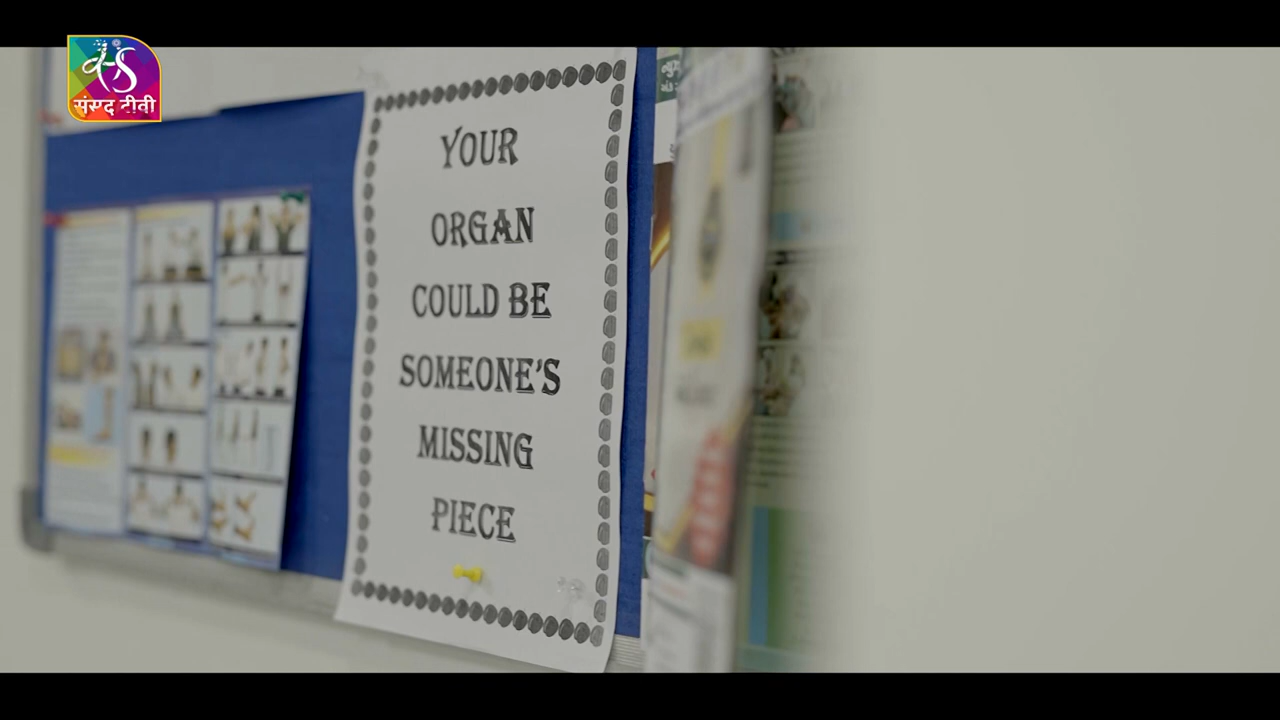 संसद टीवी
YOUR
ORGAN
COULD BE
SOMEONE'S
MISSING
PIECE